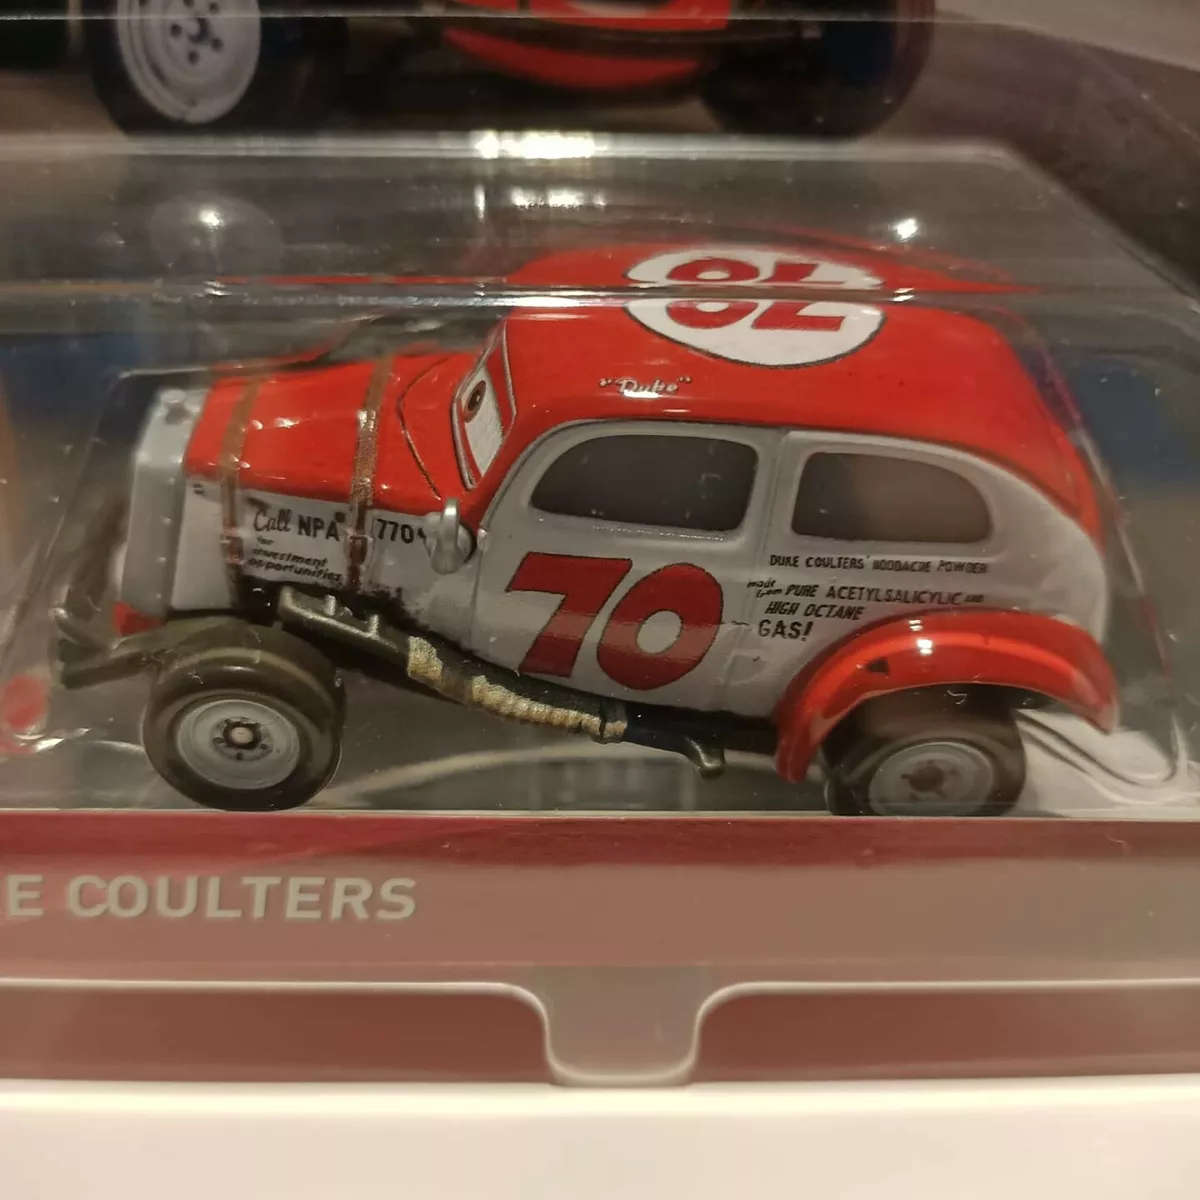 70
"Duke"
Call NPA 770
for
investment
opportunities
70
DUKE COULTERS' HOODACHE POWDER
made
from PURE ACETYLSALICYLIC AND
HIGH OCTANE
GAS!
E COULTERS